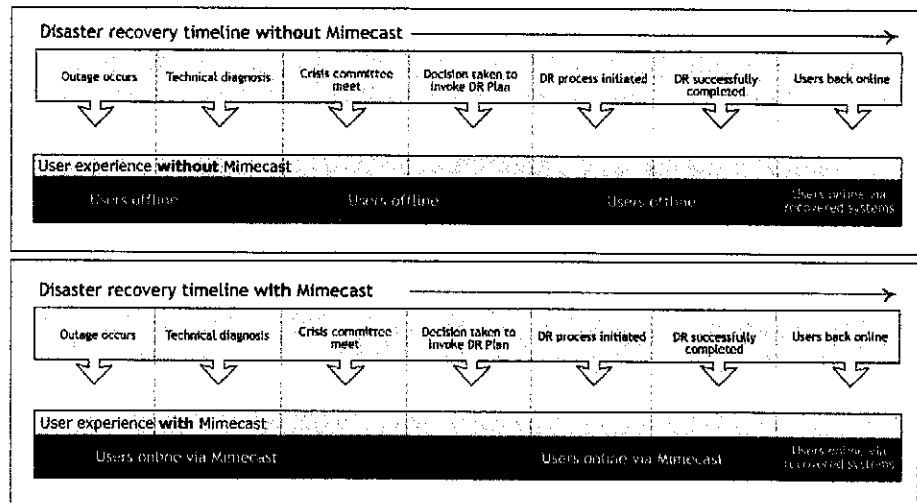 Disaster recovery timeline without Mimecast
Outage occurs
Technical diagnosis
Crisis committee
meet
Decision taken to
invoke DR Plan
DR process initiated
DR successfully
completed
Users back online
User experience without Mimecast
Users offline
Users offline
Users offline
Users online via
recovered systems
Disaster recovery timeline with Mimecast
Outage occurs
Technical diagnosis
Crisis committee
meet
Decision taken to
invoke DR Plan
DR process initiated
DR successfully
completed
Users back online
User experience with Mimecast
Users online via Mimecast
Users online via Mimecast
Users online via
recovered systems